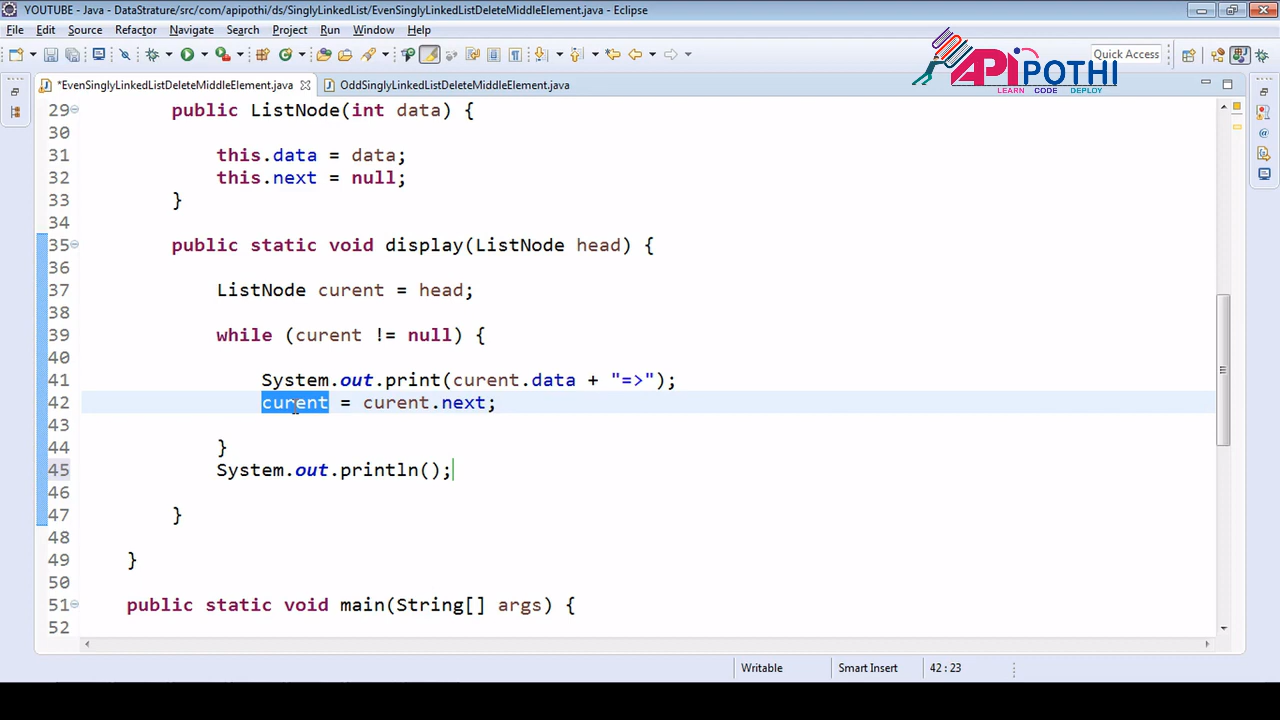 YOUTUBE - Java - DataStrature/src/com/apipothi/ds/SinglyLinkedList/EvenSinglyLinkedListDeleteMiddleElement.java - Eclipse
File Edit Source Refactor Navigate Search Project Run Window Help
Quick Access
APIPOTHI
LEARN CODE DEPLOY
*EvenSinglyLinkedListDeleteMiddleElement.java OddSinglyLinkedListDeleteMiddleElement.java
29 public ListNode(int data) {
30
31 this.data = data;
32 this.next = null;
33 }
34
35 public static void display(ListNode head) {
36
37 ListNode curent = head;
38
39 while (curent != null) {
40
41 System.out.print(curent.data + "=>");
42 curent = curent.next;
43
44 }
45 System.out.println();
46
47 }
48
49 }
50
51 public static void main(String[] args) {
52
Writable Smart Insert 42 : 23